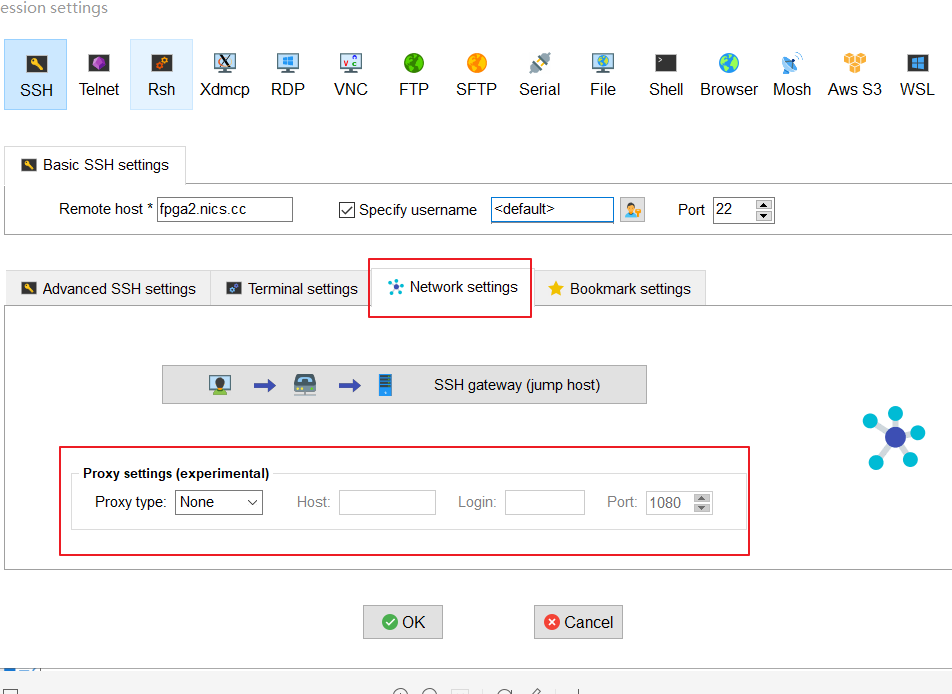 ession settings
SSH Telnet Rsh Xdmcp RDP VNC FTP SFTP Serial File Shell Browser Mosh Aws S3 WSL
Basic SSH settings
Remote host * fpga2.nics.cc Specify username <default> Port 22
Advanced SSH settings Terminal settings Network settings Bookmark settings
SSH gateway (jump host)
Proxy settings (experimental)
Proxy type: None Host: Login: Port: 1080
OK Cancel